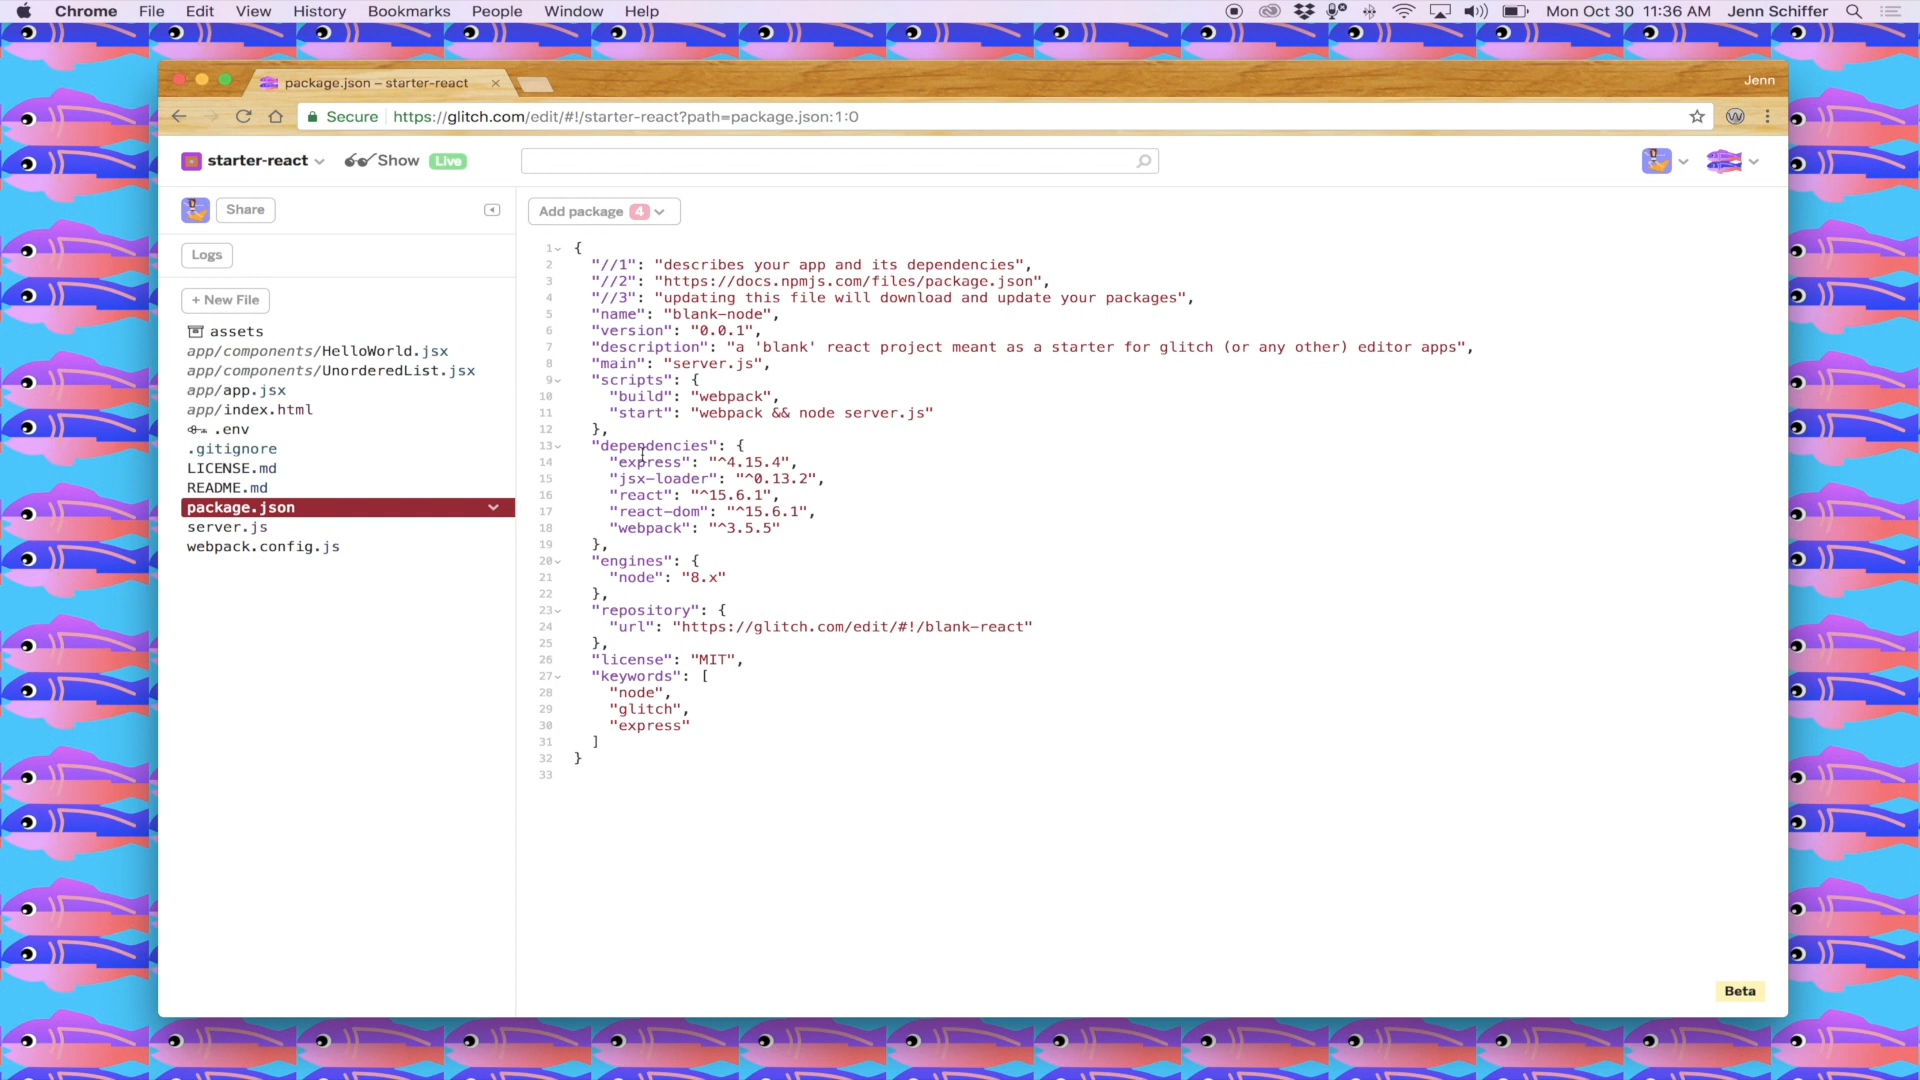 Chrome File Edit View History Bookmarks People Window Help Mon Oct 30 11:36 AM Jenn Schiffer
package.json – starter-react
Jenn
Secure https://glitch.com/edit/#!/starter-react?path=package.json:1:0
starter-react Show Live
Share
Logs
+ New File
assets
app/components/HelloWorld.jsx
app/components/UnorderedList.jsx
app/app.jsx
app/index.html
.env
.gitignore
LICENSE.md
README.md
package.json
server.js
webpack.config.js
Add package 4
1 {
2 "//1": "describes your app and its dependencies",
3 "//2": "https://docs.npmjs.com/files/package.json",
4 "//3": "updating this file will download and update your packages",
5 "name": "blank-node",
6 "version": "0.0.1",
7 "description": "a 'blank' react project meant as a starter for glitch (or any other) editor apps",
8 "main": "server.js",
9 "scripts": {
10 "build": "webpack",
11 "start": "webpack && node server.js"
12 },
13 "dependencies": {
14 "express": "^4.15.4",
15 "jsx-loader": "^0.13.2",
16 "react": "^15.6.1",
17 "react-dom": "^15.6.1",
18 "webpack": "^3.5.5"
19 },
20 "engines": {
21 "node": "8.x"
22 },
23 "repository": {
24 "url": "https://glitch.com/edit/#!/blank-react"
25 },
26 "license": "MIT",
27 "keywords": [
28 "node",
29 "glitch",
30 "express"
31 ]
32 }
33
Beta